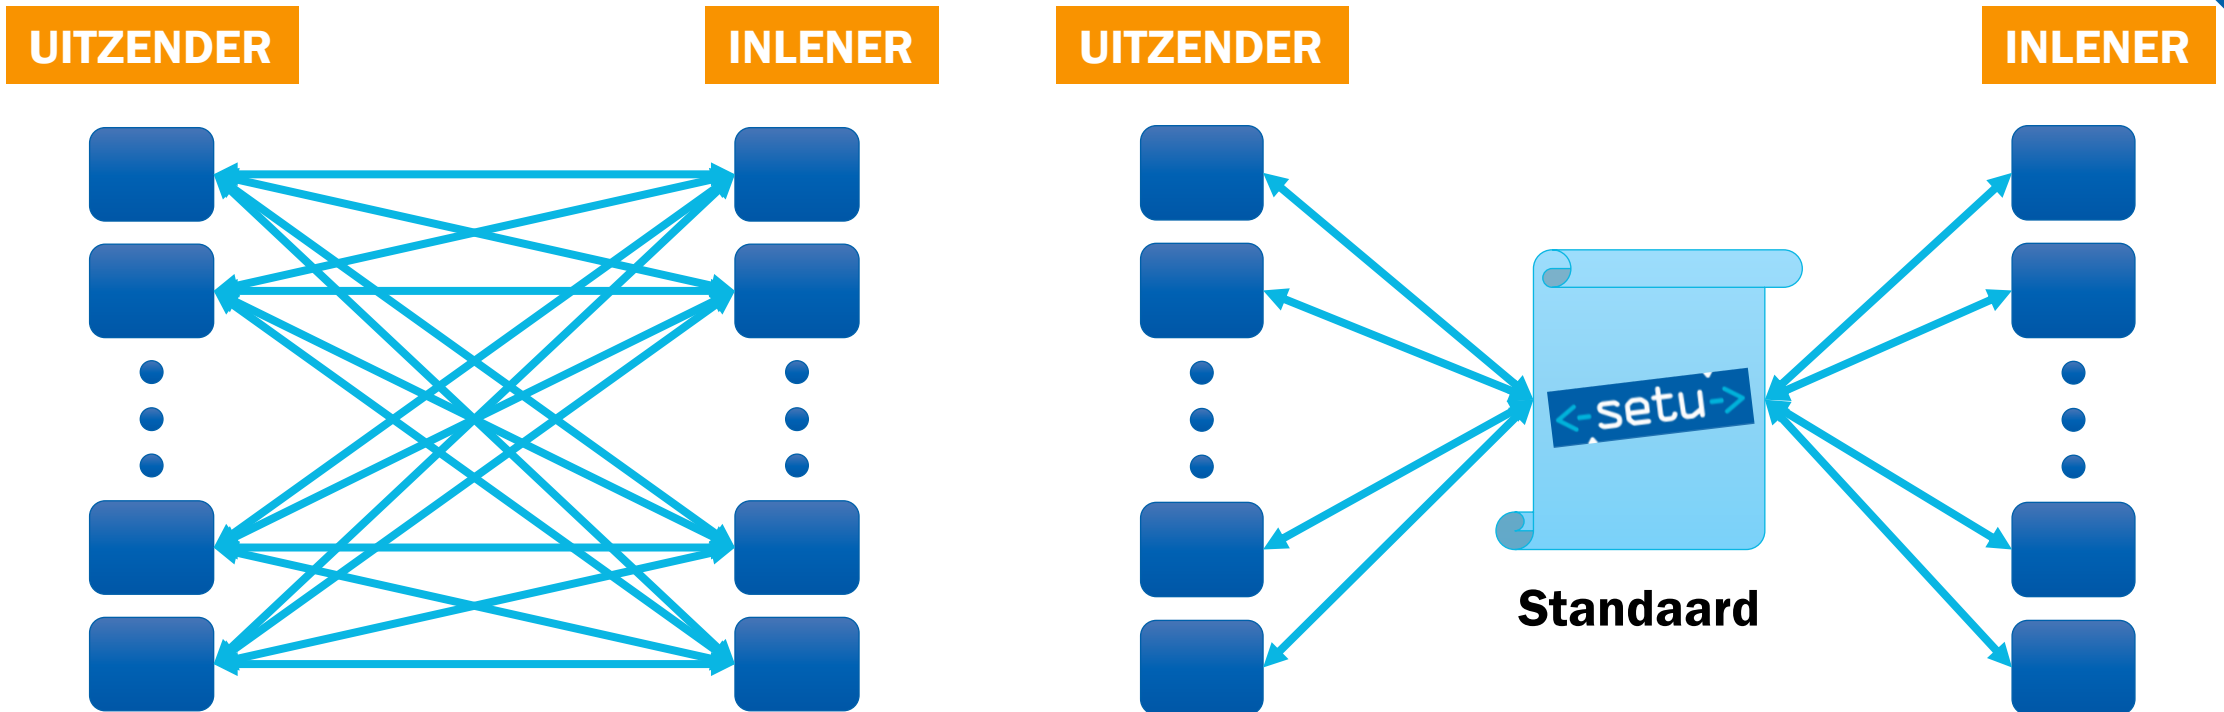 UITZENDER
INLENER
UITZENDER
INLENER
<-setu->
Standaard